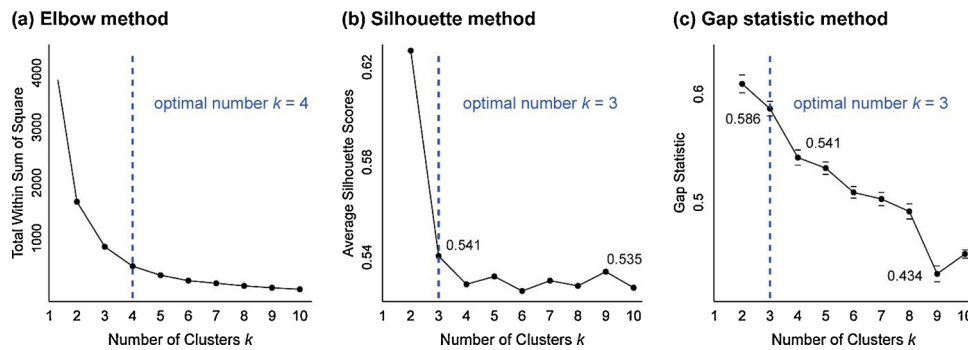 (a) Elbow method
Total Within Sum of Square
4000
3000
2000
1000
optimal number k = 4
1 2 3 4 5 6 7 8 9 10
Number of Clusters k
(b) Silhouette method
Average Silhouette Scores
0.62
0.58
0.54
optimal number k = 3
0.541
0.535
1 2 3 4 5 6 7 8 9 10
Number of Clusters k
(c) Gap statistic method
Gap Statistic
0.6
0.5
optimal number k = 3
0.586
0.541
0.434
1 2 3 4 5 6 7 8 9 10
Number of Clusters k